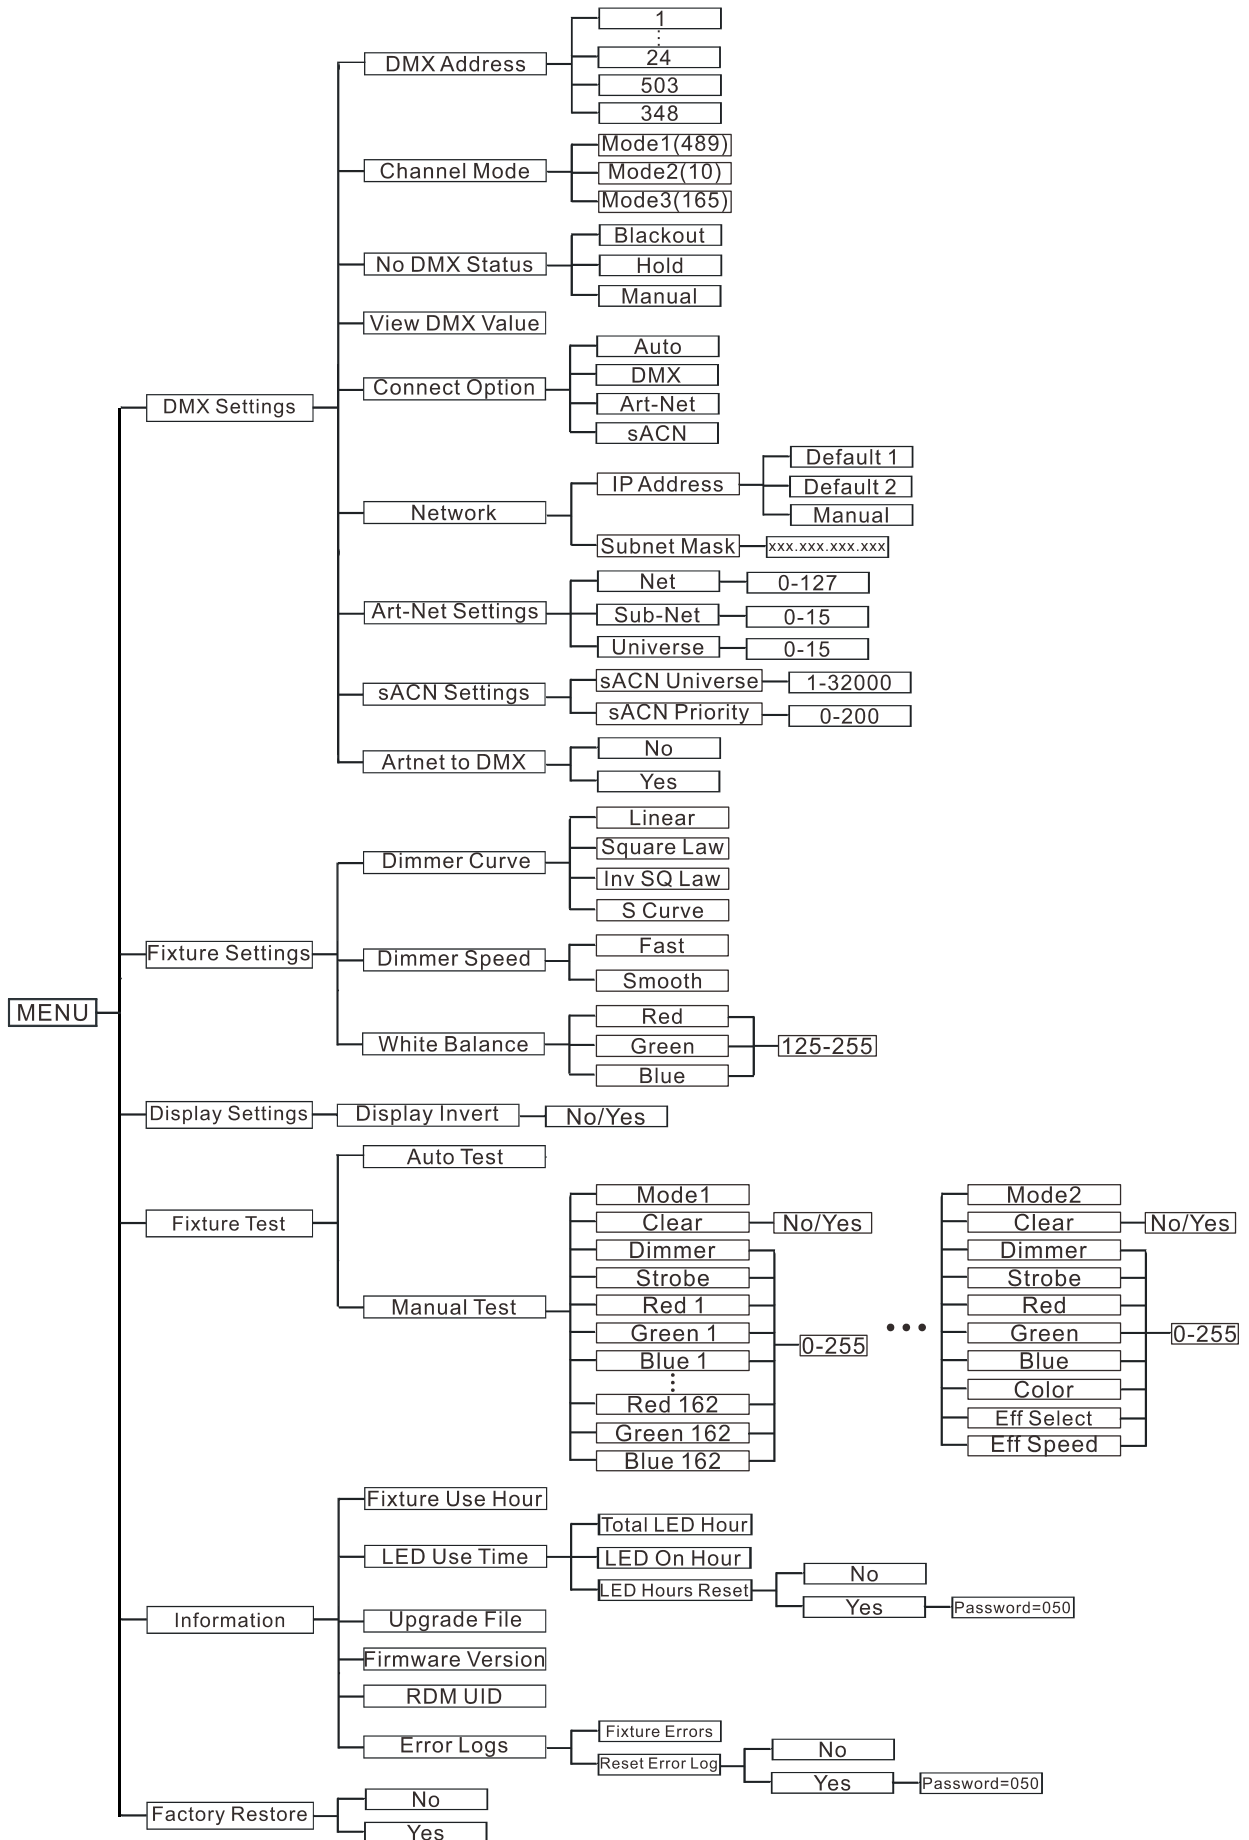 MENU
DMX Settings
DMX Address
1
24
503
348
Channel Mode
Mode1(489)
Mode2(10)
Mode3(165)
No DMX Status
Blackout
Hold
Manual
View DMX Value
Connect Option
Auto
DMX
Art-Net
sACN
Network
IP Address
Default 1
Default 2
Manual
Subnet Mask
xxx.xxx.xxx.xxx
Art-Net Settings
Net
0-127
Sub-Net
0-15
Universe
0-15
sACN Settings
sACN Universe
1-32000
sACN Priority
0-200
Artnet to DMX
No
Yes
Fixture Settings
Dimmer Curve
Linear
Square Law
Inv SQ Law
S Curve
Dimmer Speed
Fast
Smooth
White Balance
Red
Green
Blue
125-255
Display Settings
Display Invert
No/Yes
Fixture Test
Auto Test
Manual Test
Mode1
Clear
No/Yes
Dimmer
Strobe
Red 1
Green 1
Blue 1
Red 162
Green 162
Blue 162
0-255
Mode2
Clear
No/Yes
Dimmer
Strobe
Red
Green
Blue
Color
Eff Select
Eff Speed
0-255
Information
Fixture Use Hour
LED Use Time
Total LED Hour
LED On Hour
LED Hours Reset
No
Yes
Password=050
Upgrade File
Firmware Version
RDM UID
Error Logs
Fixture Errors
Reset Error Log
No
Yes
Password=050
Factory Restore
No
Yes